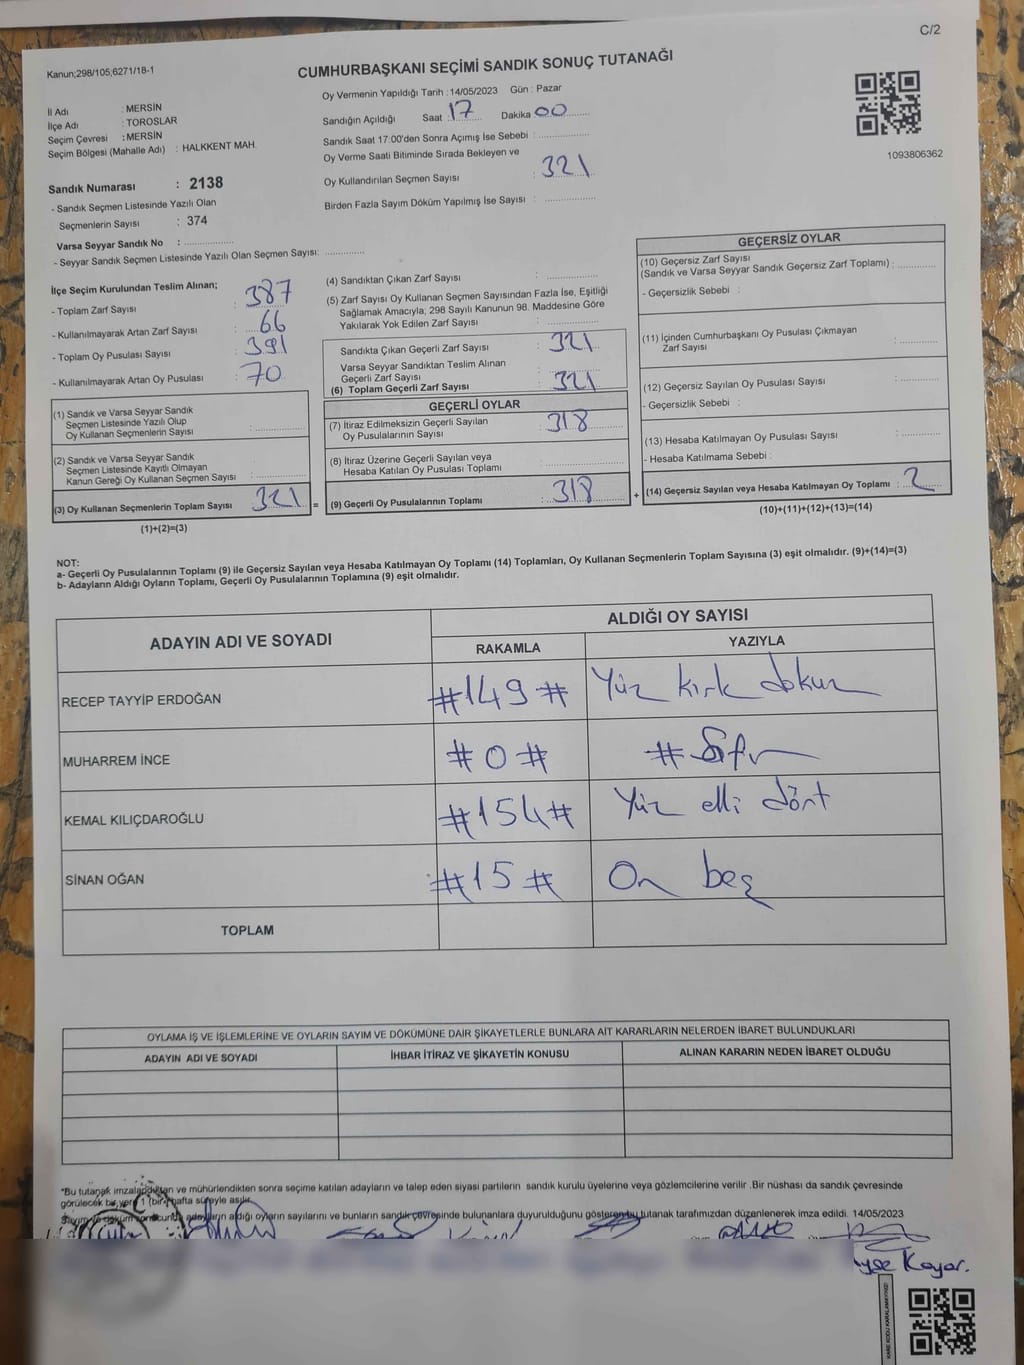 C/2
Kanun;298/105;6271/18-1
CUMHURBAŞKANI SEÇİMİ SANDIK SONUÇ TUTANAĞI
İl Adı : MERSİN
İlçe Adı : TOROSLAR
Seçim Çevresi : MERSİN
Seçim Bölgesi (Mahalle Adı) : HALKKENT MAH.
Sandık Numarası : 2138
- Sandık Seçmen Listesinde Yazılı Olan
Seçmenlerin Sayısı : 374
Varsa Seyyar Sandık No :
- Seyyar Sandık Seçmen Listesinde Yazılı Olan Seçmen Sayısı:
Oy Vermenin Yapıldığı Tarih :14/05/2023 Gün : Pazar
Sandığın Açıldığı Saat : 17 Dakika 00
Sandık Saat 17:00'den Sonra Açımış İse Sebebi :
Oy Verme Saati Bitiminde Sırada Bekleyen ve
Oy Kullandırılan Seçmen Sayısı : 321
Birden Fazla Sayım Döküm Yapılmış İse Sayısı :
1093806362
İlçe Seçim Kurulundan Teslim Alınan;
- Toplam Zarf Sayısı : 387
- Kullanılmayarak Artan Zarf Sayısı : 66
- Toplam Oy Pusulası Sayısı : 391
- Kullanılmayarak Artan Oy Pusulası : 70
(1) Sandık ve Varsa Seyyar Sandık
Seçmen Listesinde Yazılı Olup
Oy Kullanan Seçmenlerin Sayısı :
(2) Sandık ve Varsa Seyyar Sandık
Seçmen Listesinde Kayıtlı Olmayan
Kanun Gereği Oy Kullanan Seçmen Sayısı :
(3) Oy Kullanan Seçmenlerin Toplam Sayısı 321 =
(1)+(2)=(3)
(4) Sandıktan Çıkan Zarf Sayısı :
(5) Zarf Sayısı Oy Kullanan Seçmen Sayısından Fazla İse, Eşitliği
Sağlamak Amacıyla; 298 Sayılı Kanunun 98. Maddesine Göre
Yakılarak Yok Edilen Zarf Sayısı :
Sandıkta Çıkan Geçerli Zarf Sayısı : 321
Varsa Seyyar Sandıktan Teslim Alınan
Geçerli Zarf Sayısı :
(6) Toplam Geçerli Zarf Sayısı : 321
GEÇERLİ OYLAR
(7) İtiraz Edilmeksizin Geçerli Sayılan
Oy Pusulalarının Sayısı : 318
(8) İtiraz Üzerine Geçerli Sayılan veya
Hesaba Katılan Oy Pusulası Toplamı :
(9) Geçerli Oy Pusulalarının Toplamı : 318 +
GEÇERSİZ OYLAR
(10) Geçersiz Zarf Sayısı
(Sandık ve Varsa Seyyar Sandık Geçersiz Zarf Toplamı) :
- Geçersizlik Sebebi :
(11) İçinden Cumhurbaşkanı Oy Pusulası Çıkmayan
Zarf Sayısı :
(12) Geçersiz Sayılan Oy Pusulası Sayısı :
- Geçersizlik Sebebi :
(13) Hesaba Katılmayan Oy Pusulası Sayısı :
- Hesaba Katılmama Sebebi :
(14) Geçersiz Sayılan veya Hesaba Katılmayan Oy Toplamı : 2
(10)+(11)+(12)+(13)=(14)
NOT:
a- Geçerli Oy Pusulalarının Toplamı (9) ile Geçersiz Sayılan veya Hesaba Katılmayan Oy Toplamı (14) Toplamları, Oy Kullanan Seçmenlerin Toplam Sayısına (3) eşit olmalıdır. (9)+(14)=(3)
b- Adayların Aldığı Oyların Toplamı, Geçerli Oy Pusulalarının Toplamına (9) eşit olmalıdır.
ADAYIN ADI VE SOYADI
ALDIĞI OY SAYISI
RAKAMLA YAZIYLA
RECEP TAYYİP ERDOĞAN #149# Yüz kırk dokuz
MUHARREM İNCE #0# # Sıfır
KEMAL KILIÇDAROĞLU #154# Yüz elli dört
SİNAN OĞAN #15# On beş
TOPLAM
OYLAMA İŞ VE İŞLEMLERİNE VE OYLARIN SAYIM VE DÖKÜMÜNE DAİR ŞİKAYETLERLE BUNLARA AİT KARARLARIN NELERDEN İBARET BULUNDUKLARI
ADAYIN ADI VE SOYADI İHBAR İTİRAZ VE ŞİKAYETİN KONUSU ALINAN KARARIN NEDEN İBARET OLDUĞU
*Bu tutanak imzalandıktan ve mühürlendikten sonra seçime katılan adayların ve talep eden siyasi partilerin sandık kurulu üyelerine veya gözlemcilerine verilir .Bir nüshası da sandık çevresinde
görülecek bir yere 1 (bir) hafta süreyle asılır.
Sayım ve döküm sonucunda adayların aldığı oyların sayılarını ve bunların sandık çevresinde bulunanlara duyurulduğunu gösteren bu tutanak tarafımızdan düzenlenerek imza edildi. 14/05/2023